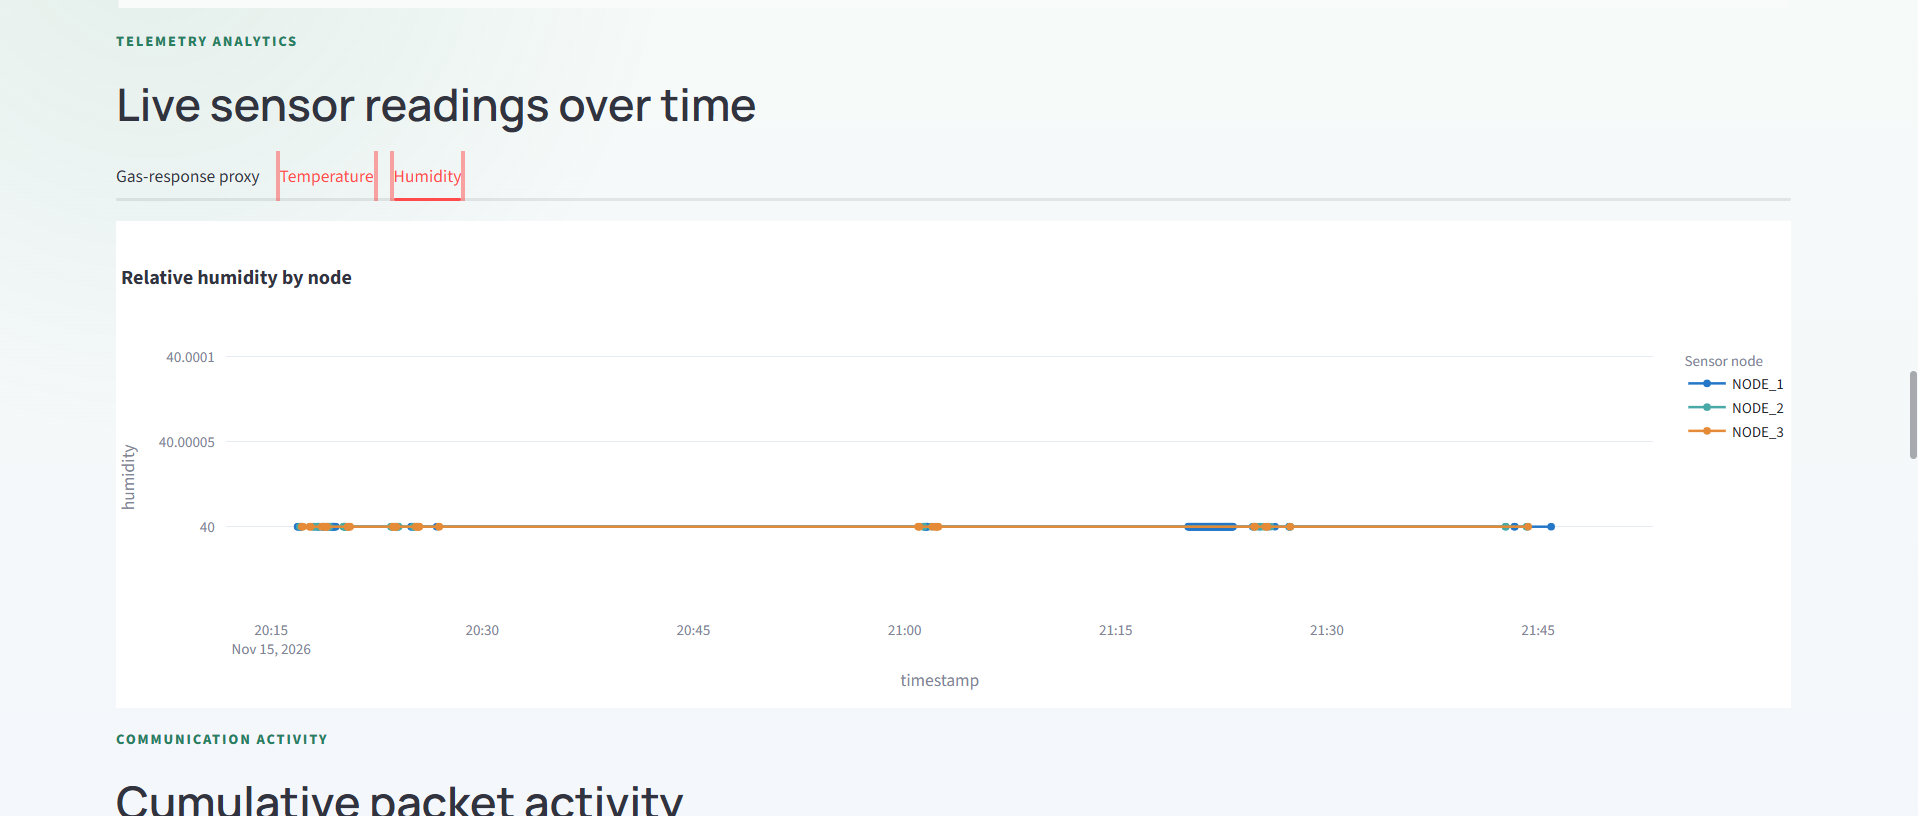 TELEMETRY ANALYTICS
Live sensor readings over time
Gas-response proxy Temperature Humidity
Relative humidity by node
40.0001
40.00005
40
humidity
Sensor node
NODE_1
NODE_2
NODE_3
20:15 20:30 20:45 21:00 21:15 21:30 21:45
Nov 15, 2026
timestamp
COMMUNICATION ACTIVITY
Cumulative packet activity